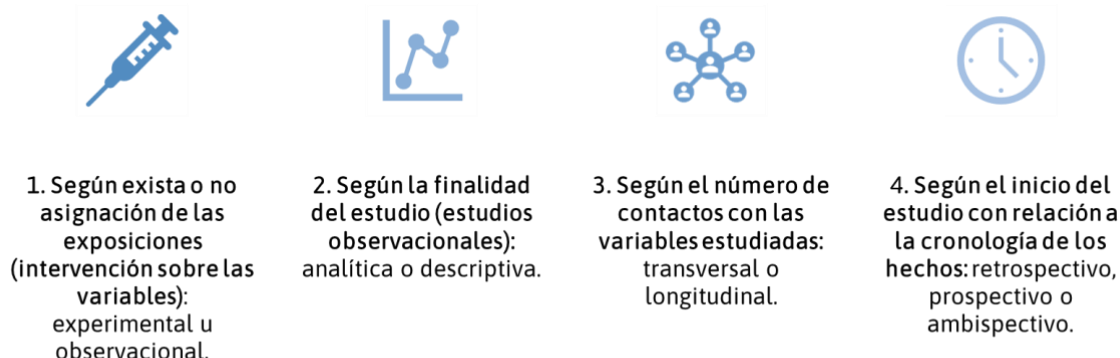 1. Según exista o no
asignación de las
exposiciones
(intervención sobre las
variables):
experimental u
observacional.
2. Según la finalidad
del estudio (estudios
observacionales):
analítica o descriptiva.
3. Según el número de
contactos con las
variables estudiadas:
transversal o
longitudinal.
4. Según el inicio del
estudio con relación a
la cronología de los
hechos: retrospectivo,
prospectivo o
ambispectivo.